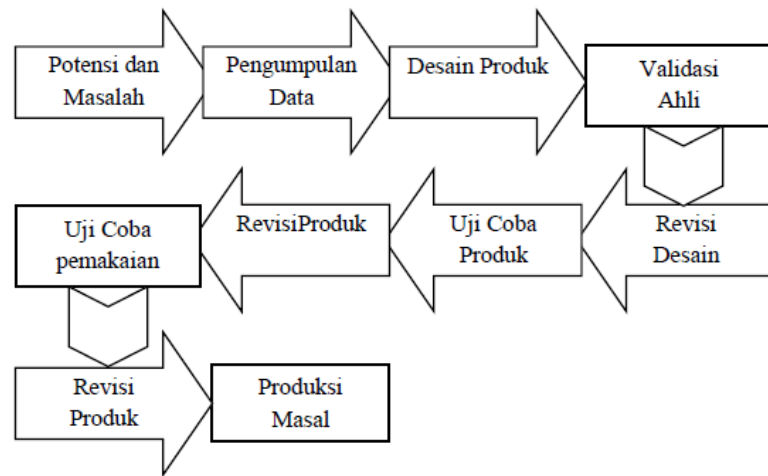 Potensi dan
Masalah
Pengumpulan
Data
Desain Produk
Validasi
Ahli
Revisi
Desain
Uji Coba
Produk
RevisiProduk
Uji Coba
pemakaian
Revisi
Produk
Produksi
Masal